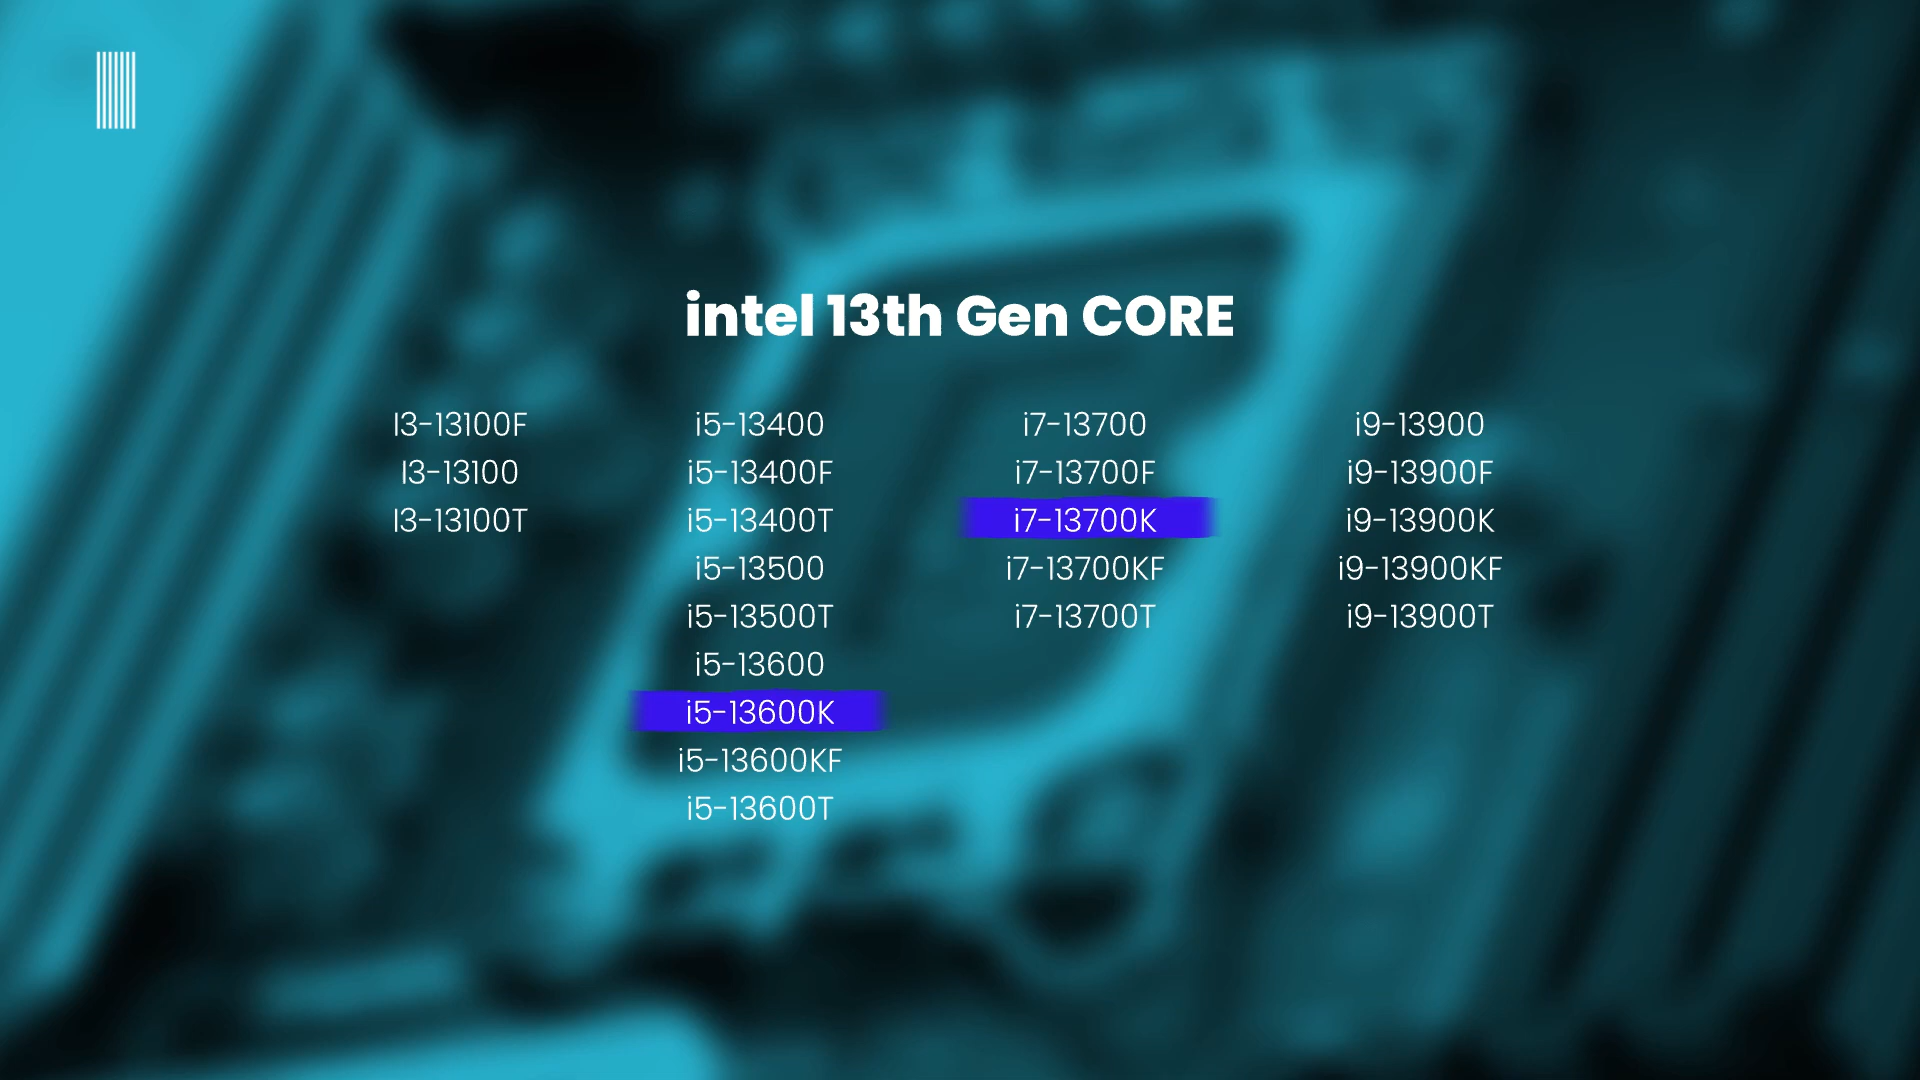 intel 13th Gen CORE
I3-13100F
I3-13100
I3-13100T
i5-13400
i5-13400F
i5-13400T
i5-13500
i5-13500T
i5-13600
i5-13600K
i5-13600KF
i5-13600T
i7-13700
i7-13700F
i7-13700K
i7-13700KF
i7-13700T
i9-13900
i9-13900F
i9-13900K
i9-13900KF
i9-13900T